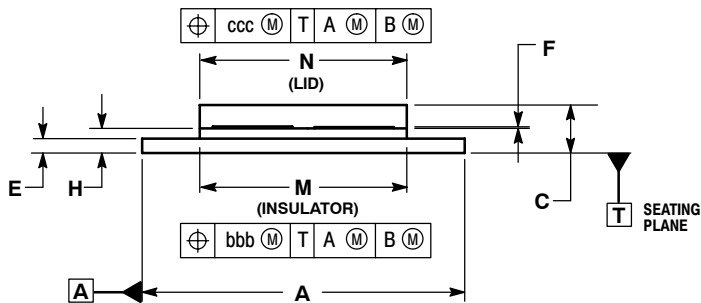 ⌖ ccc Ⓜ T A Ⓜ B Ⓜ
N
(LID)
F
E
H
M
(INSULATOR)
C
T SEATING
PLANE
⌖ bbb Ⓜ T A Ⓜ B Ⓜ
A
A